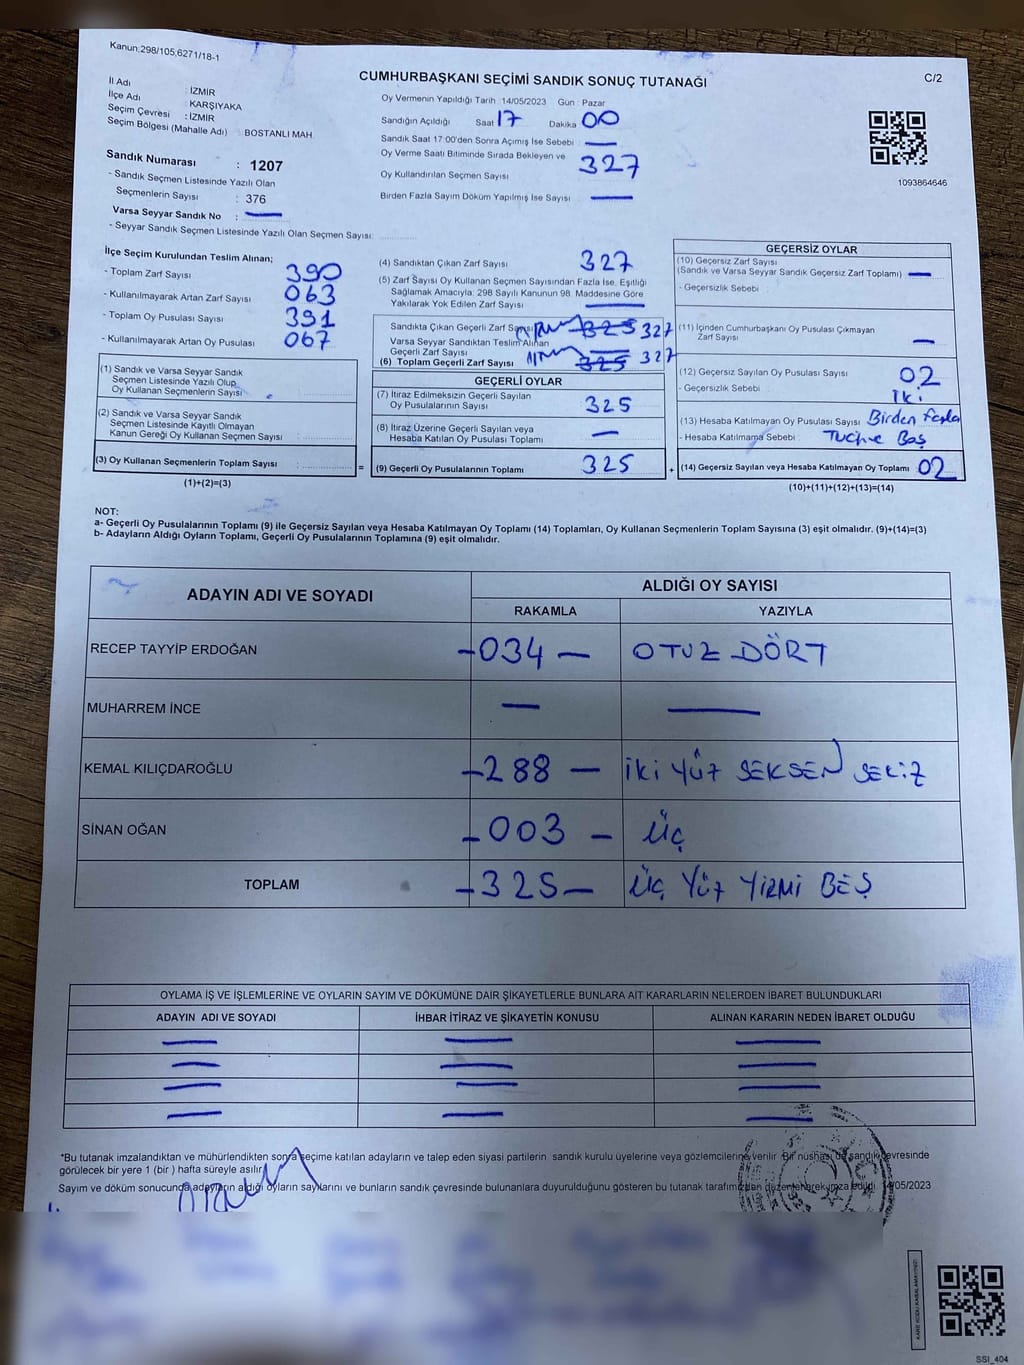 Kanun:298/105,6271/18-1
C/2
CUMHURBAŞKANI SEÇİMİ SANDIK SONUÇ TUTANAĞI
İl Adı : İZMİR
İlçe Adı : KARŞIYAKA
Seçim Çevresi : İZMİR
Seçim Bölgesi (Mahalle Adı) : BOSTANLI MAH.
Sandık Numarası : 1207
- Sandık Seçmen Listesinde Yazılı Olan
Seçmenlerin Sayısı : 376
Varsa Seyyar Sandık No : —
- Seyyar Sandık Seçmen Listesinde Yazılı Olan Seçmen Sayısı:
Oy Vermenin Yapıldığı Tarih :14/05/2023 Gün : Pazar
Sandığın Açıldığı Saat 17 Dakika 00
Sandık Saat 17 00'den Sonra Açımış İse Sebebi : —
Oy Verme Saati Bitiminde Sırada Bekleyen ve
Oy Kullandırılan Seçmen Sayısı 327
Birden Fazla Sayım Döküm Yapılmış İse Sayısı —
1093864646
İlçe Seçim Kurulundan Teslim Alınan;
- Toplam Zarf Sayısı 390
- Kullanılmayarak Artan Zarf Sayısı 063
- Toplam Oy Pusulası Sayısı 391
- Kullanılmayarak Artan Oy Pusulası 067
(1) Sandık ve Varsa Seyyar Sandık
Seçmen Listesinde Yazılı Olup
Oy Kullanan Seçmenlerin Sayısı
(2) Sandık ve Varsa Seyyar Sandık
Seçmen Listesinde Kayıtlı Olmayan
Kanun Gereği Oy Kullanan Seçmen Sayısı
(3) Oy Kullanan Seçmenlerin Toplam Sayısı =
(1)+(2)=(3)
(4) Sandıktan Çıkan Zarf Sayısı 327
(5) Zarf Sayısı Oy Kullanan Seçmen Sayısından Fazla İse, Eşitliği
Sağlamak Amacıyla: 298 Sayılı Kanunun 98. Maddesine Göre
Yakılarak Yok Edilen Zarf Sayısı —
Sandıkta Çıkan Geçerli Zarf Sayısı 325 327
Varsa Seyyar Sandıktan Teslim Alınan
Geçerli Zarf Sayısı —
(6) Toplam Geçerli Zarf Sayısı 325 327
GEÇERLİ OYLAR
(7) İtiraz Edilmeksizin Geçerli Sayılan
Oy Pusulalarının Sayısı 325
(8) İtiraz Üzerine Geçerli Sayılan veya
Hesaba Katılan Oy Pusulası Toplamı —
(9) Geçerli Oy Pusulalarının Toplamı 325 +
GEÇERSİZ OYLAR
(10) Geçersiz Zarf Sayısı
(Sandık ve Varsa Seyyar Sandık Geçersiz Zarf Toplamı) —
- Geçersizlik Sebebi
(11) İçinden Cumhurbaşkanı Oy Pusulası Çıkmayan
Zarf Sayısı —
(12) Geçersiz Sayılan Oy Pusulası Sayısı 02
- Geçersizlik Sebebi iki
(13) Hesaba Katılmayan Oy Pusulası Sayısı Birden fazla
- Hesaba Katılmama Sebebi Baş
(14) Geçersiz Sayılan veya Hesaba Katılmayan Oy Toplamı 02
(10)+(11)+(12)+(13)=(14)
NOT:
a- Geçerli Oy Pusulalarının Toplamı (9) ile Geçersiz Sayılan veya Hesaba Katılmayan Oy Toplamı (14) Toplamları, Oy Kullanan Seçmenlerin Toplam Sayısına (3) eşit olmalıdır. (9)+(14)=(3)
b- Adayların Aldığı Oyların Toplamı, Geçerli Oy Pusulalarının Toplamına (9) eşit olmalıdır.
ADAYIN ADI VE SOYADI ALDIĞI OY SAYISI
RAKAMLA YAZIYLA
RECEP TAYYİP ERDOĞAN -034- OTUZ DÖRT
MUHARREM İNCE — —
KEMAL KILIÇDAROĞLU -288- İKİ YÜZ SEKSEN SEKİZ
SİNAN OĞAN -003- ÜÇ
TOPLAM -325- ÜÇ YÜZ YİRMİ BEŞ
OYLAMA İŞ VE İŞLEMLERİNE VE OYLARIN SAYIM VE DÖKÜMÜNE DAİR ŞİKAYETLERLE BUNLARA AİT KARARLARIN NELERDEN İBARET BULUNDUKLARI
ADAYIN ADI VE SOYADI İHBAR İTİRAZ VE ŞİKAYETİN KONUSU ALINAN KARARIN NEDEN İBARET OLDUĞU
— — —
— — —
— — —
— — —
*Bu tutanak imzalandıktan ve mühürlendikten sonra seçime katılan adayların ve talep eden siyasi partilerin sandık kurulu üyelerine veya gözlemcilerine verilir. Bir nüshası da sandık çevresinde
görülecek bir yere 1 (bir ) hafta süreyle asılır.
Sayım ve döküm sonucunda adayların aldığı oyların sayılarını ve bunların sandık çevresinde bulunanlara duyurulduğunu gösteren bu tutanak tarafımızdan düzenlenerek imza edildi. 14/05/2023
SSI_404